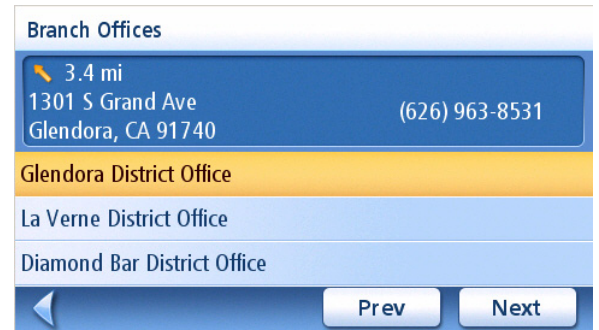 Branch Offices
3.4 mi
1301 S Grand Ave
(626) 963-8531
Glendora, CA 91740
Glendora District Office
La Verne District Office
Diamond Bar District Office
Prev
Next